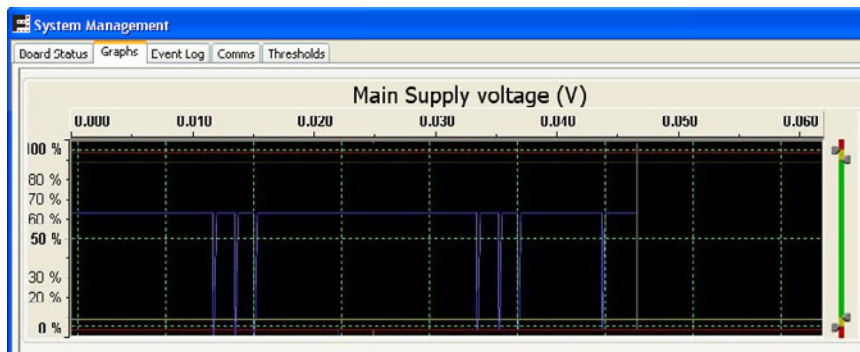 System Management
Board Status Graphs Event Log Comms Thresholds
Main Supply voltage (V)
0.000 0.010 0.020 0.030 0.040 0.050 0.060
100 %
80 %
70 %
60 %
50 %
30 %
20 %
0 %